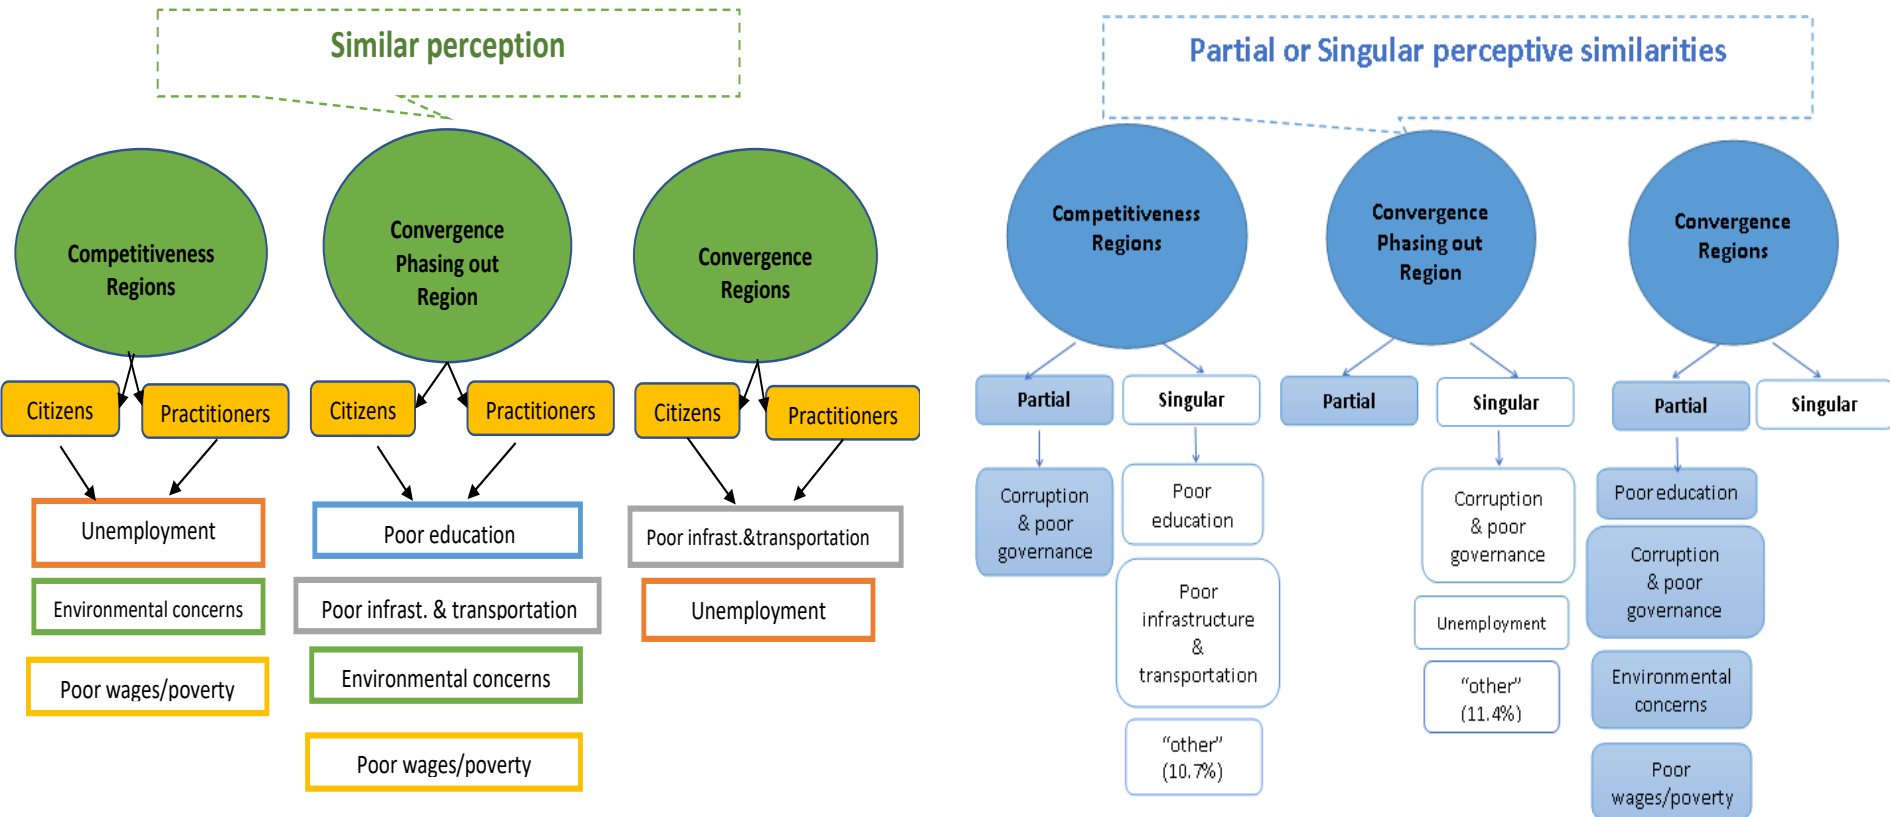 Similar perception
Competitiveness
Regions
Convergence
Phasing out
Region
Convergence
Regions
Citizens
Practitioners
Citizens
Practitioners
Citizens
Practitioners
Unemployment
Environmental concerns
Poor wages/poverty
Poor education
Poor infrast. & transportation
Environmental concerns
Poor wages/poverty
Poor infrast.&transportation
Unemployment
Partial or Singular perceptive similarities
Competitiveness
Regions
Convergence
Phasing out
Region
Convergence
Regions
Partial
Singular
Partial
Singular
Partial
Singular
Corruption
& poor
governance
Poor
education
Poor
infrastructure
&
transportation
"other"
(10.7%)
Corruption
& poor
governance
Unemployment
"other"
(11.4%)
Poor education
Corruption
& poor
governance
Environmental
concerns
Poor
wages/poverty